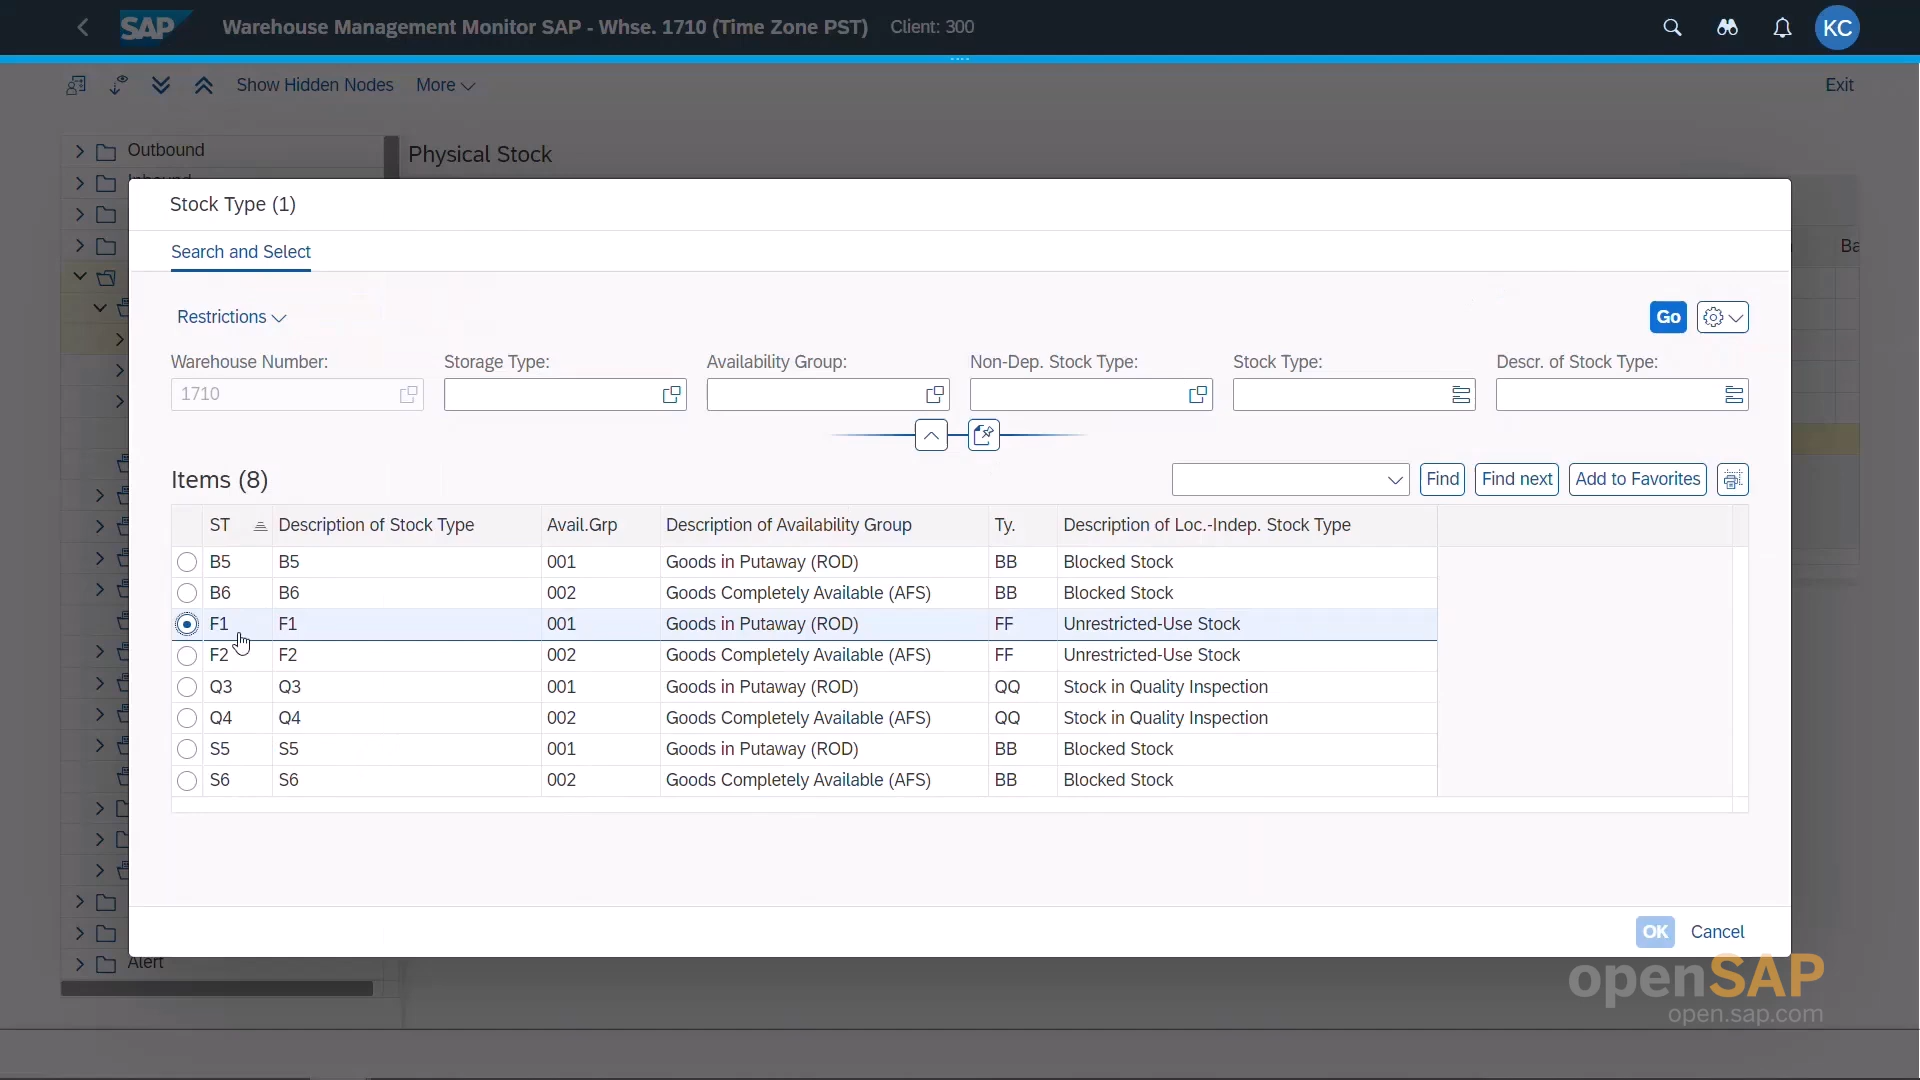 SAP Warehouse Management Monitor SAP - Whse. 1710 (Time Zone PST) Client: 300 KC
Show Hidden Nodes More Exit
Outbound
Physical Stock
Stock Type (1)
Search and Select
Ba
Restrictions Go
Warehouse Number: Storage Type: Availability Group: Non-Dep. Stock Type: Stock Type: Descr. of Stock Type:
1710
Items (8) Find Find next Add to Favorites
ST Description of Stock Type Avail.Grp Description of Availability Group Ty. Description of Loc.-Indep. Stock Type
B5 B5 001 Goods in Putaway (ROD) BB Blocked Stock
B6 B6 002 Goods Completely Available (AFS) BB Blocked Stock
F1 F1 001 Goods in Putaway (ROD) FF Unrestricted-Use Stock
F2 F2 002 Goods Completely Available (AFS) FF Unrestricted-Use Stock
Q3 Q3 001 Goods in Putaway (ROD) QQ Stock in Quality Inspection
Q4 Q4 002 Goods Completely Available (AFS) QQ Stock in Quality Inspection
S5 S5 001 Goods in Putaway (ROD) BB Blocked Stock
S6 S6 002 Goods Completely Available (AFS) BB Blocked Stock
OK Cancel
Alert
openSAP
open.sap.com